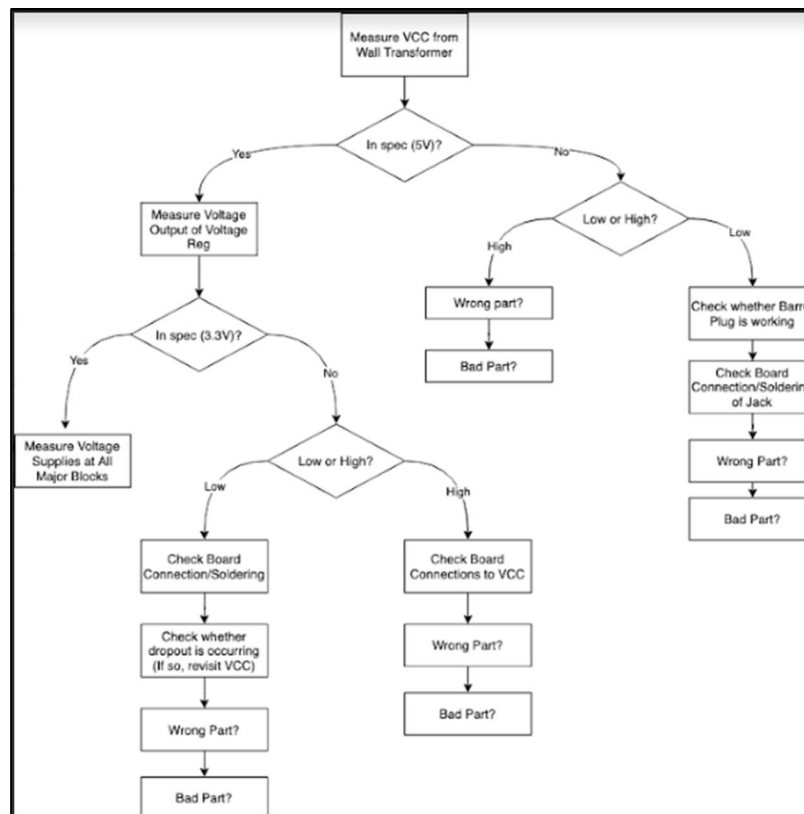 Measure VCC from
Wall Transformer
In spec (5V)?
Yes
No
Measure Voltage
Output of Voltage
Reg
Low or High?
High
Low
Wrong part?
Bad Part?
Check whether Barre
Plug is working
Check Board
Connection/Soldering
of Jack
Wrong Part?
Bad Part?
In spec (3.3V)?
Yes
No
Measure Voltage
Supplies at All
Major Blocks
Low or High?
Low
High
Check Board
Connection/Soldering
Check whether
dropout is occurring
(If so, revisit VCC)
Wrong Part?
Bad Part?
Check Board
Connections to VCC
Wrong Part?
Bad Part?